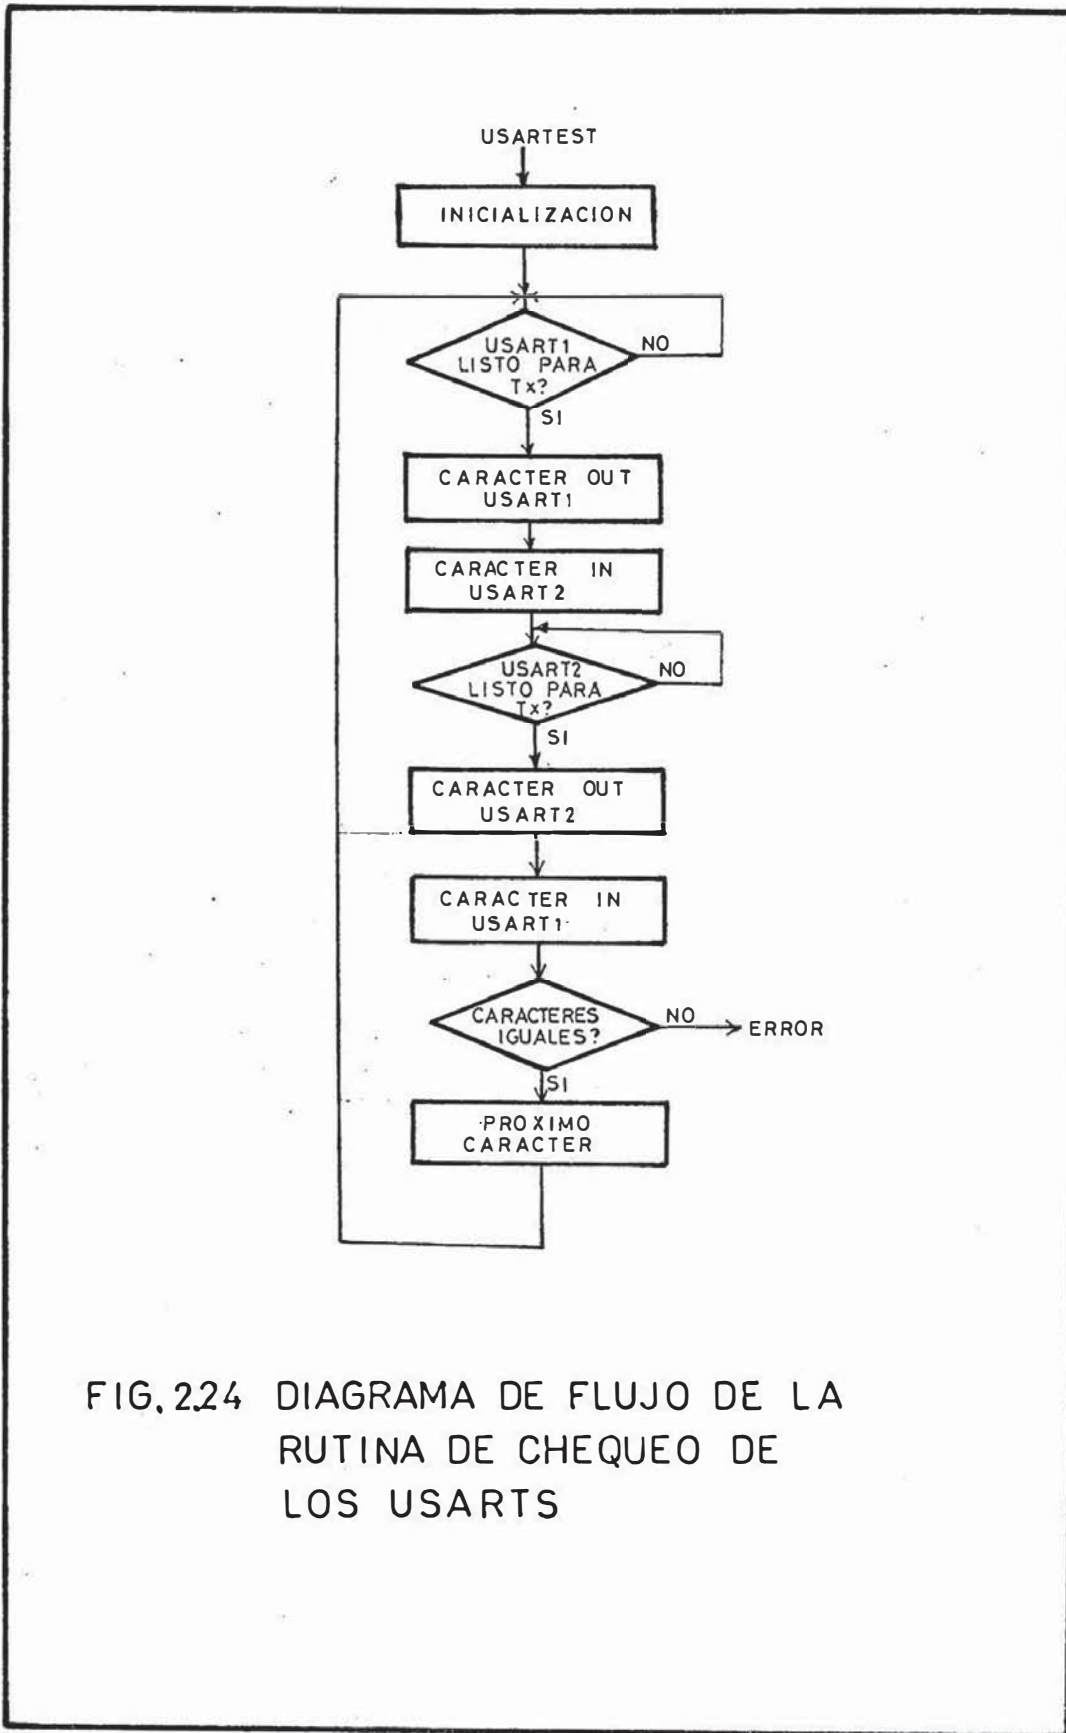 USARTEST
INICIALIZACION
USART1
LISTO PARA
Tx?
NO
SI
CARACTER OUT
USART1
CARACTER IN
USART2
USART2
LISTO PARA
Tx?
NO
SI
CARACTER OUT
USART2
CARACTER IN
USART1
CARACTERES
IGUALES?
NO
ERROR
SI
PROXIMO
CARACTER
FIG. 2.24 DIAGRAMA DE FLUJO DE LA
RUTINA DE CHEQUEO DE
LOS USARTS